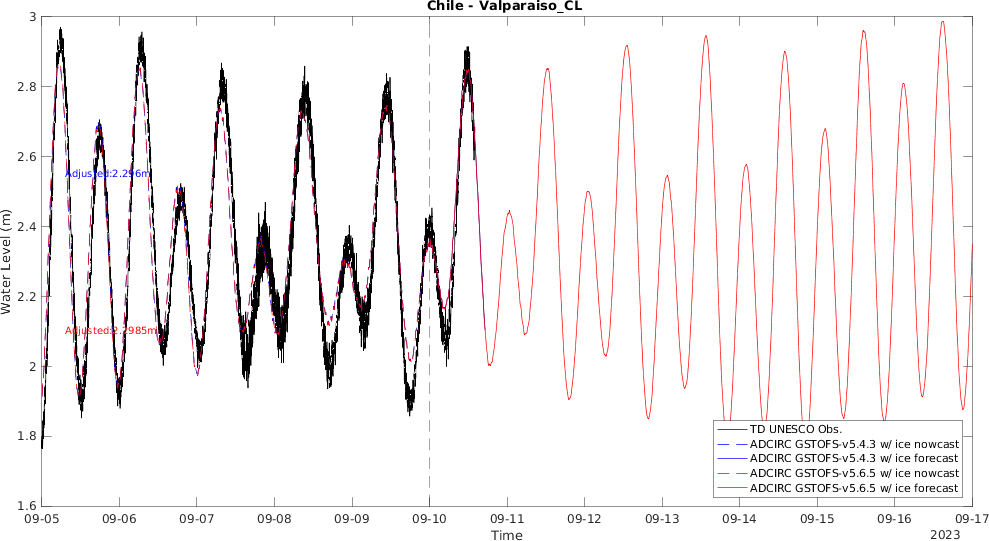 Chile - Valparaiso_CL
3
2.8
2.6
2.4
2.2
2
1.8
1.6
Water Level (m)
Adjusted:2.296m
Adjusted:2.2985m
TD UNESCO Obs.
ADCIRC GSTOFS-v5.4.3 w/ ice nowcast
ADCIRC GSTOFS-v5.4.3 w/ ice forecast
ADCIRC GSTOFS-v5.6.5 w/ ice nowcast
ADCIRC GSTOFS-v5.6.5 w/ ice forecast
09-05 09-06 09-07 09-08 09-09 09-10 09-11 09-12 09-13 09-14 09-15 09-16 09-17
Time
2023